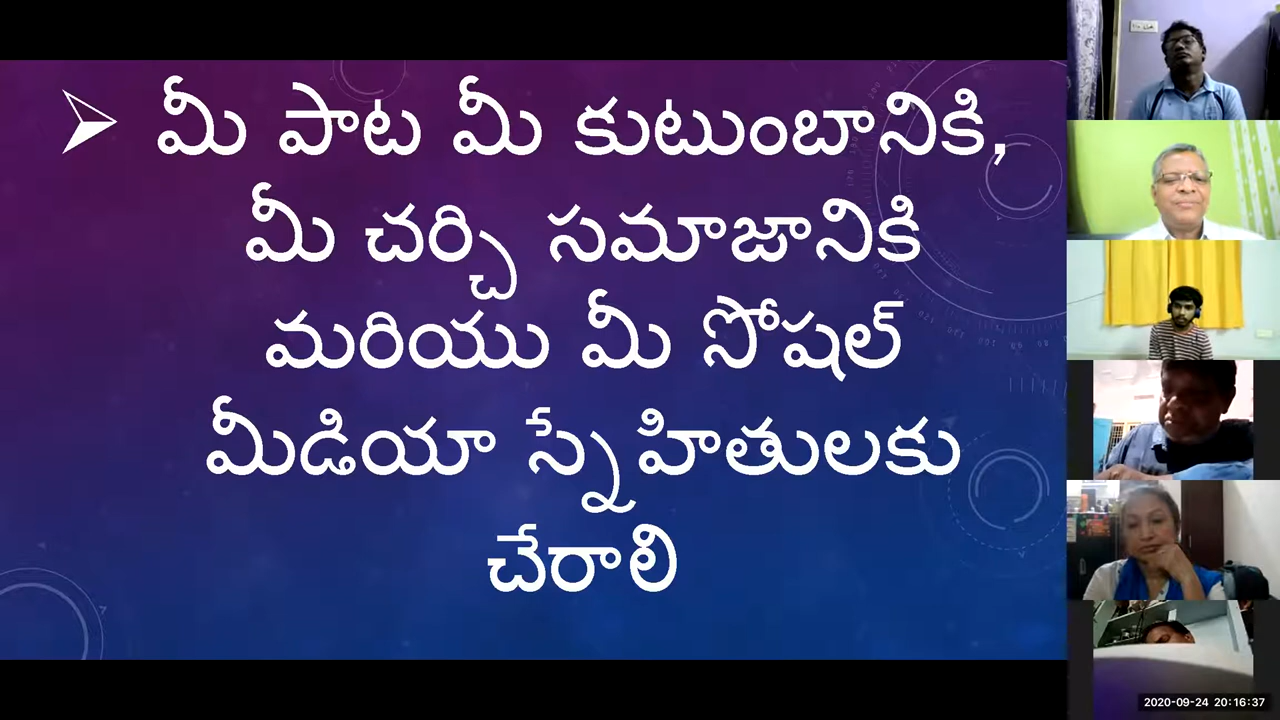 ➢ మీ పాట మీ కుటుంబానికి,
మీ చర్చి సమాజానికి
మరియు మీ సోషల్
మీడియా స్నేహితులకు
చేరాలి
2020-09-24 20:16:37